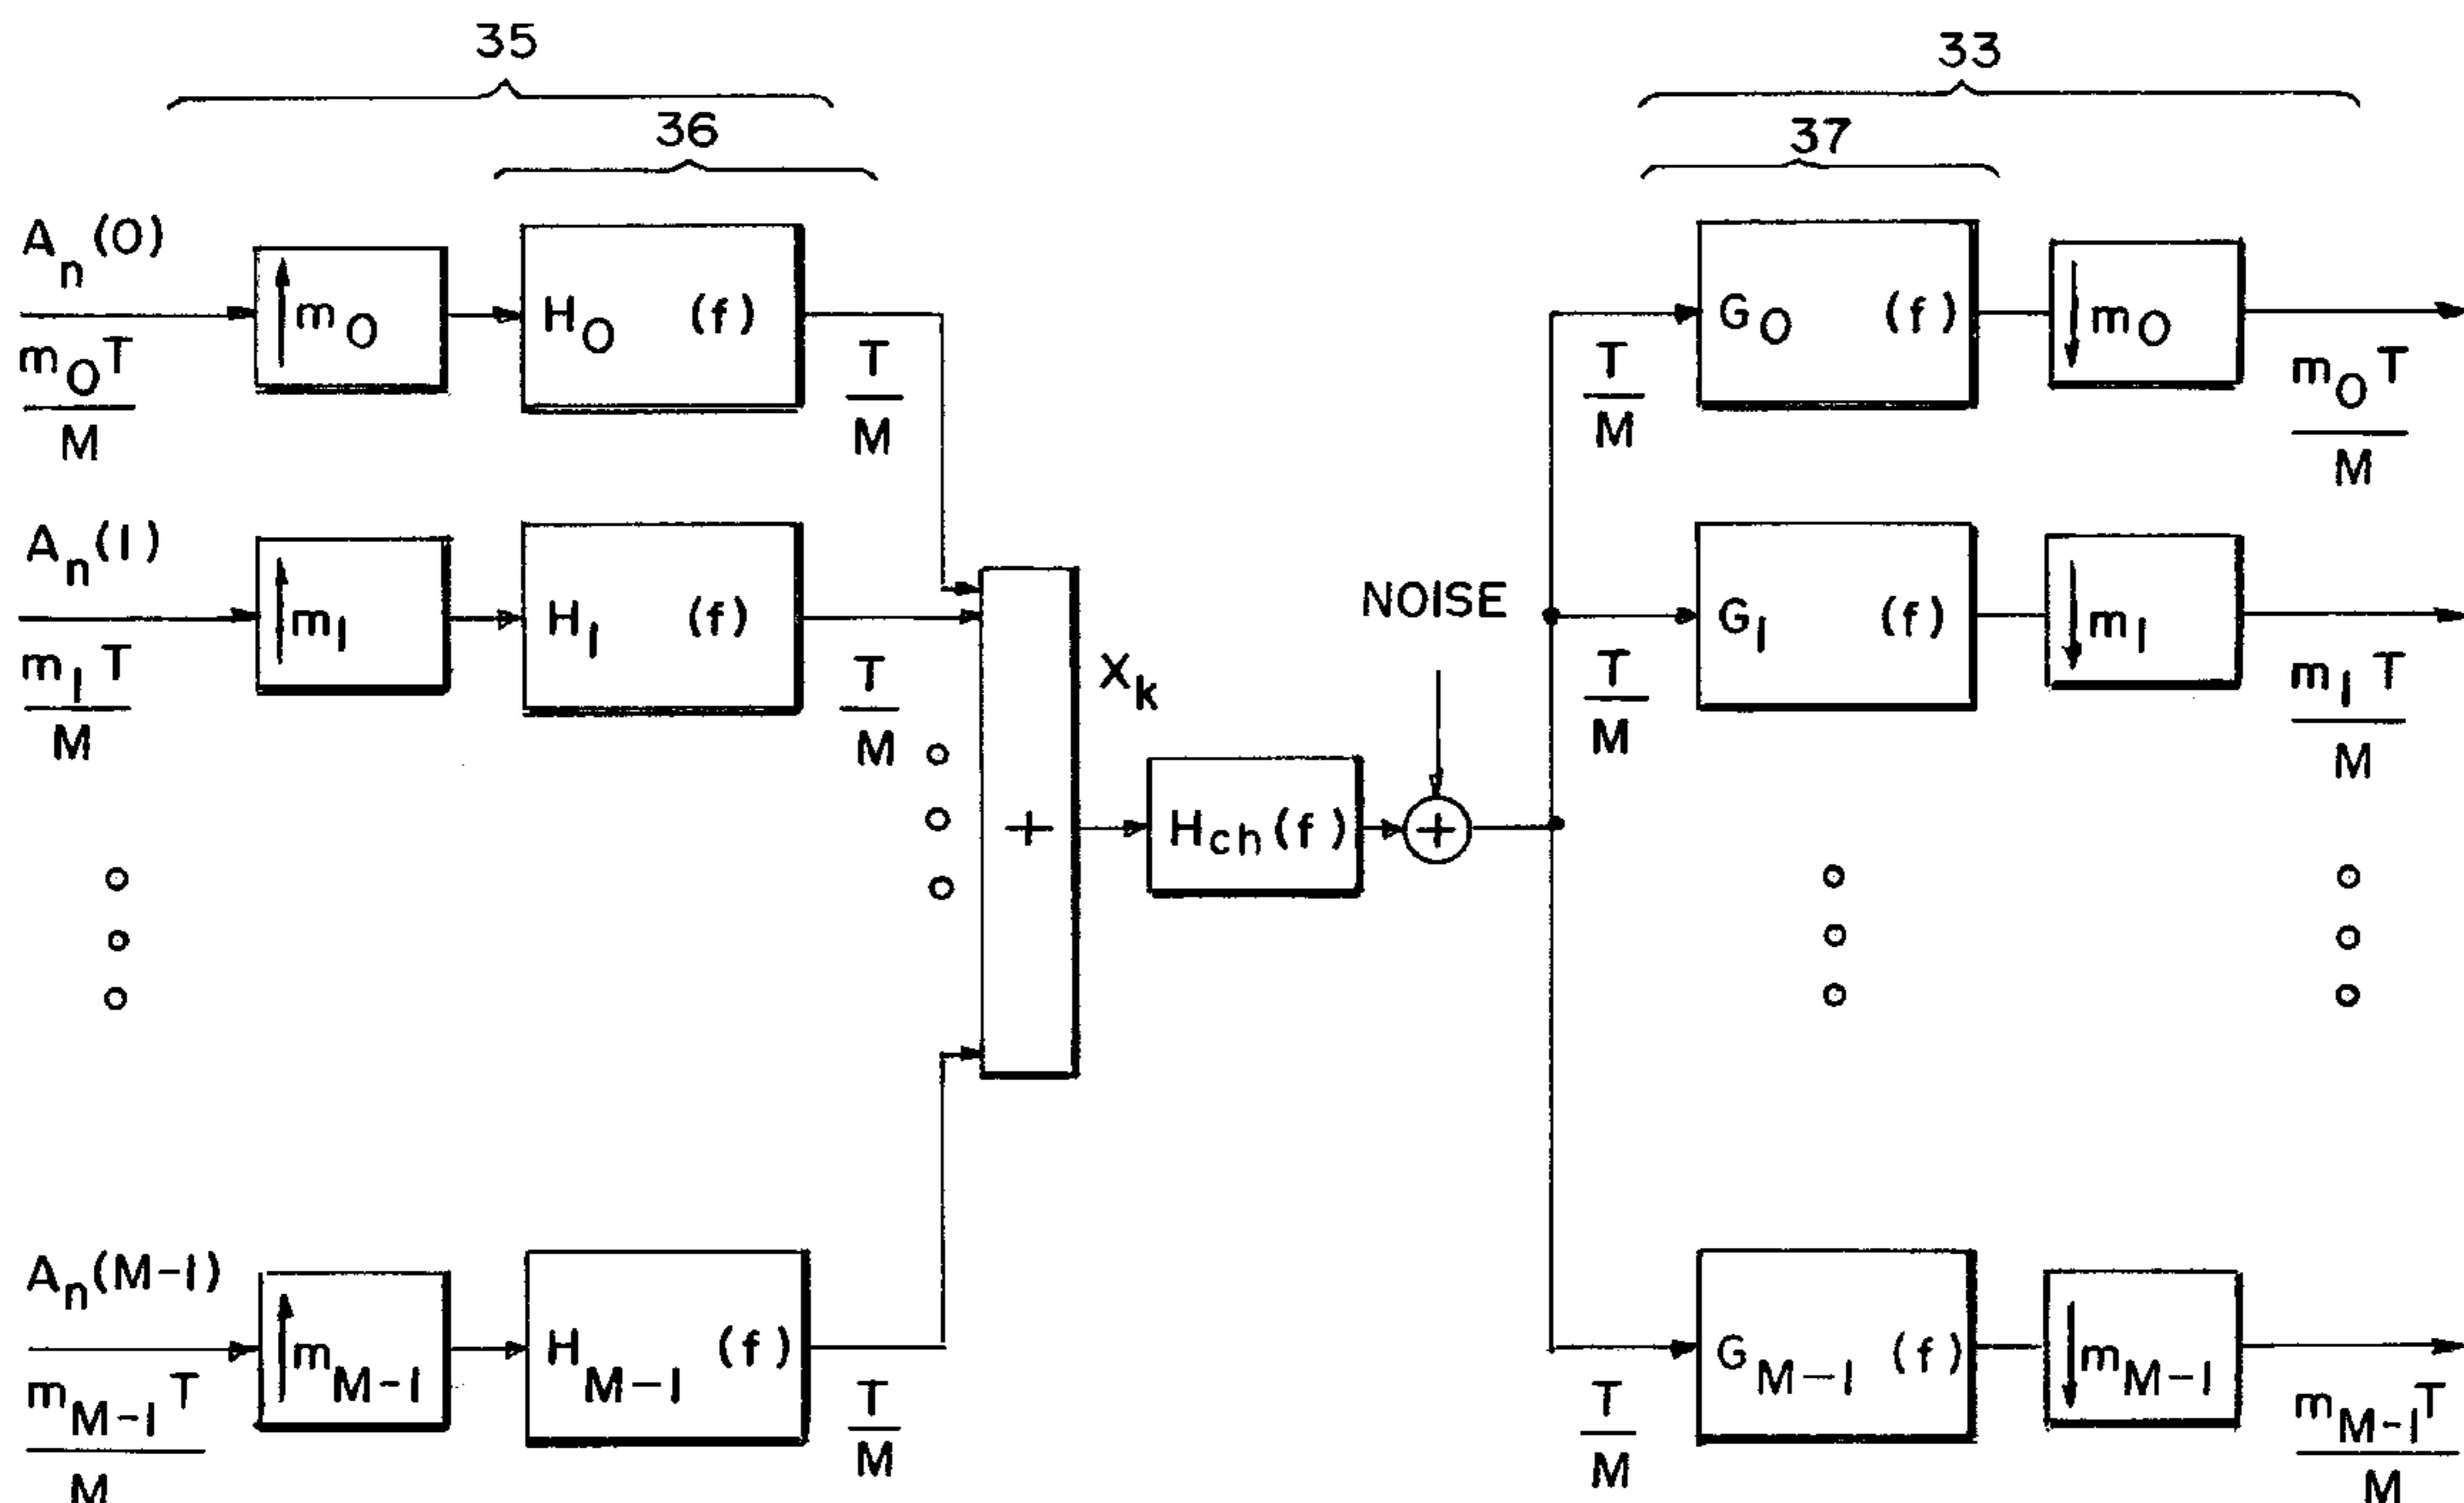 35
33
36
37
A_n(0)
↑m_0
H_0 (f)
m_0T/M
T/M
T/M
G_0 (f)
↓m_0
m_0T/M
A_n(1)
↑m_1
H_1 (f)
m_1T/M
T/M
X_k
NOISE
T/M
G_1 (f)
↓m_1
m_1T/M
+
H_ch(f)
+
A_n(M-1)
↑m_M-1
H_M-1 (f)
m_M-1T/M
T/M
T/M
G_M-1 (f)
↓m_M-1
m_M-1T/M